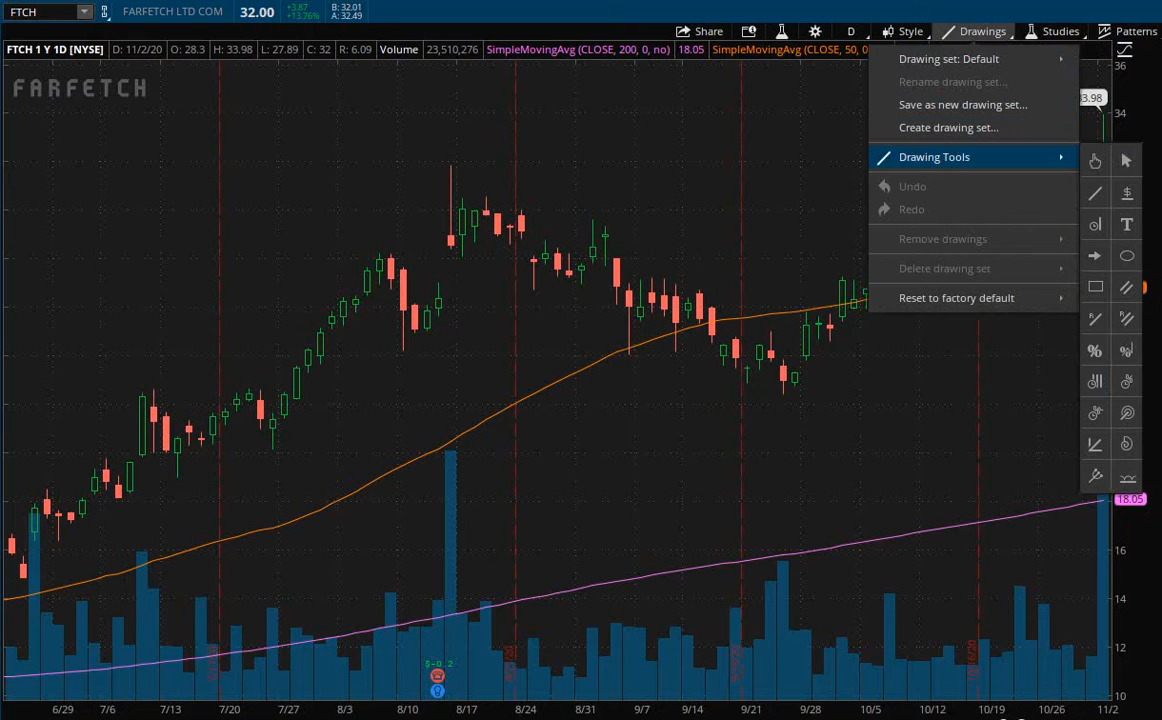 FTCH
FARFETCH LTD COM
32.00
+3.87
+13.76%
B: 32.01
A: 32.49
Share
D
Style
Drawings
Studies
Patterns
FTCH 1 Y 1D [NYSE]
D: 11/2/20
O: 28.3
H: 33.98
L: 27.89
C: 32
R: 6.09
Volume
23,510,276
SimpleMovingAvg (CLOSE, 200, 0, no)
18.05
SimpleMovingAvg (CLOSE, 50, 0
FARFETCH
Drawing set: Default
Rename drawing set...
Save as new drawing set...
Create drawing set...
Drawing Tools
Undo
Redo
Remove drawings
Delete drawing set
Reset to factory default
36
3.98
34
18.05
16
14
12
10
$-0.2
6/29
7/6
7/13
7/20
7/27
8/3
8/10
8/17
8/24
8/31
9/7
9/14
9/21
9/28
10/5
10/12
10/19
10/26
11/2